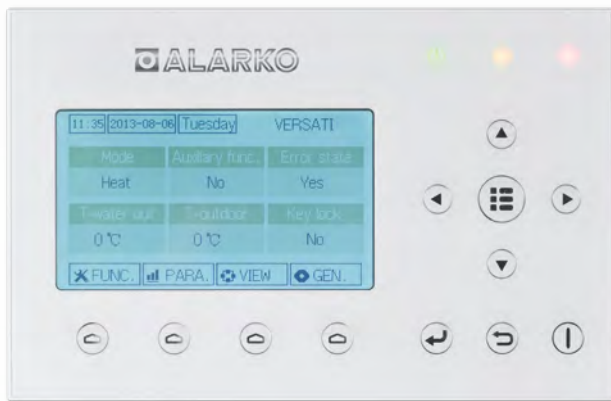 ALARKO
11:35 2013-08-06 Tuesday VERSATI
Mode Auxiliary func. Error state
Heat No Yes
T-water out T-outdoor Key lock
0 ℃ 0 ℃ No
FUNC. PARA. VIEW GEN.